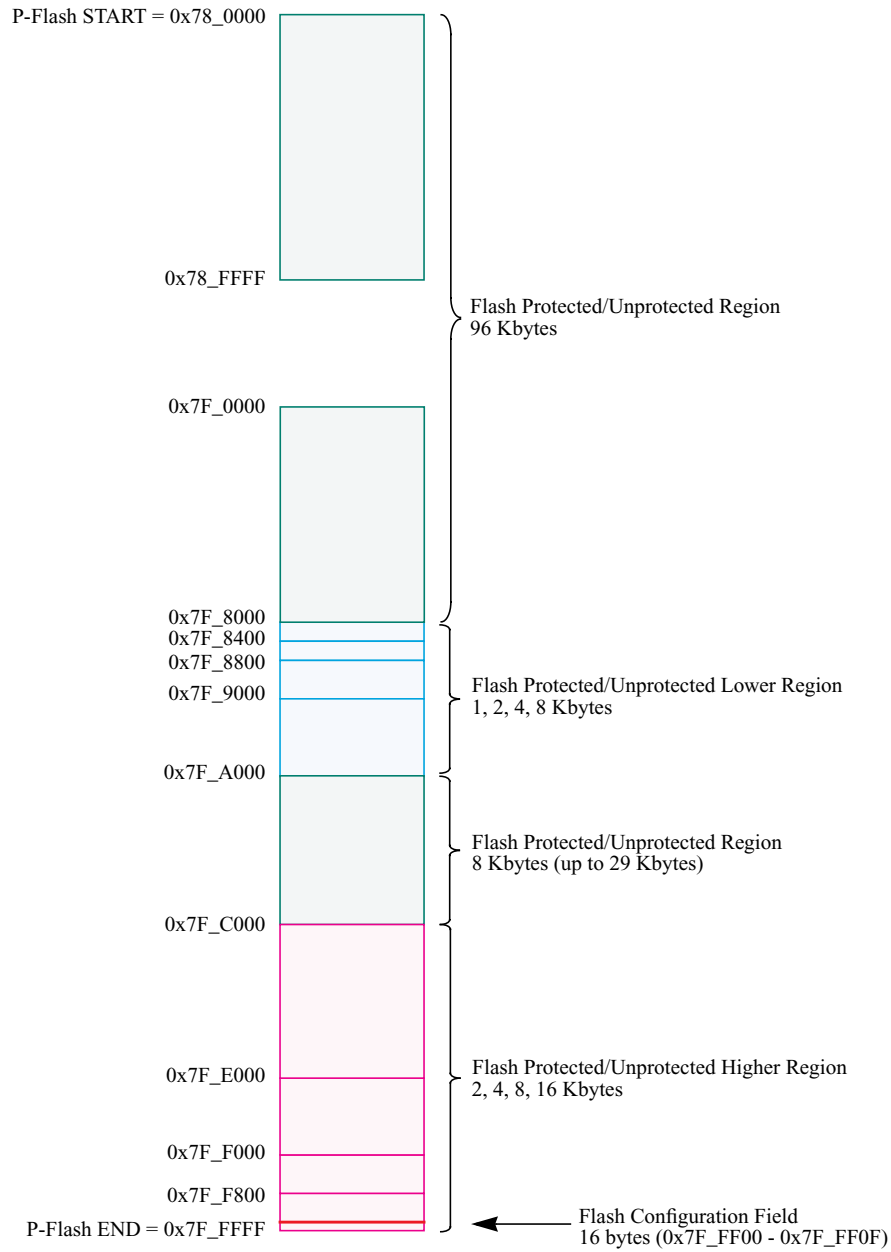 P-Flash START = 0x78_0000
0x78_FFFF
Flash Protected/Unprotected Region
96 Kbytes
0x7F_0000
0x7F_8000
0x7F_8400
0x7F_8800
0x7F_9000
Flash Protected/Unprotected Lower Region
1, 2, 4, 8 Kbytes
0x7F_A000
Flash Protected/Unprotected Region
8 Kbytes (up to 29 Kbytes)
0x7F_C000
Flash Protected/Unprotected Higher Region
2, 4, 8, 16 Kbytes
0x7F_E000
0x7F_F000
0x7F_F800
P-Flash END = 0x7F_FFFF
Flash Configuration Field
16 bytes (0x7F_FF00 - 0x7F_FF0F)